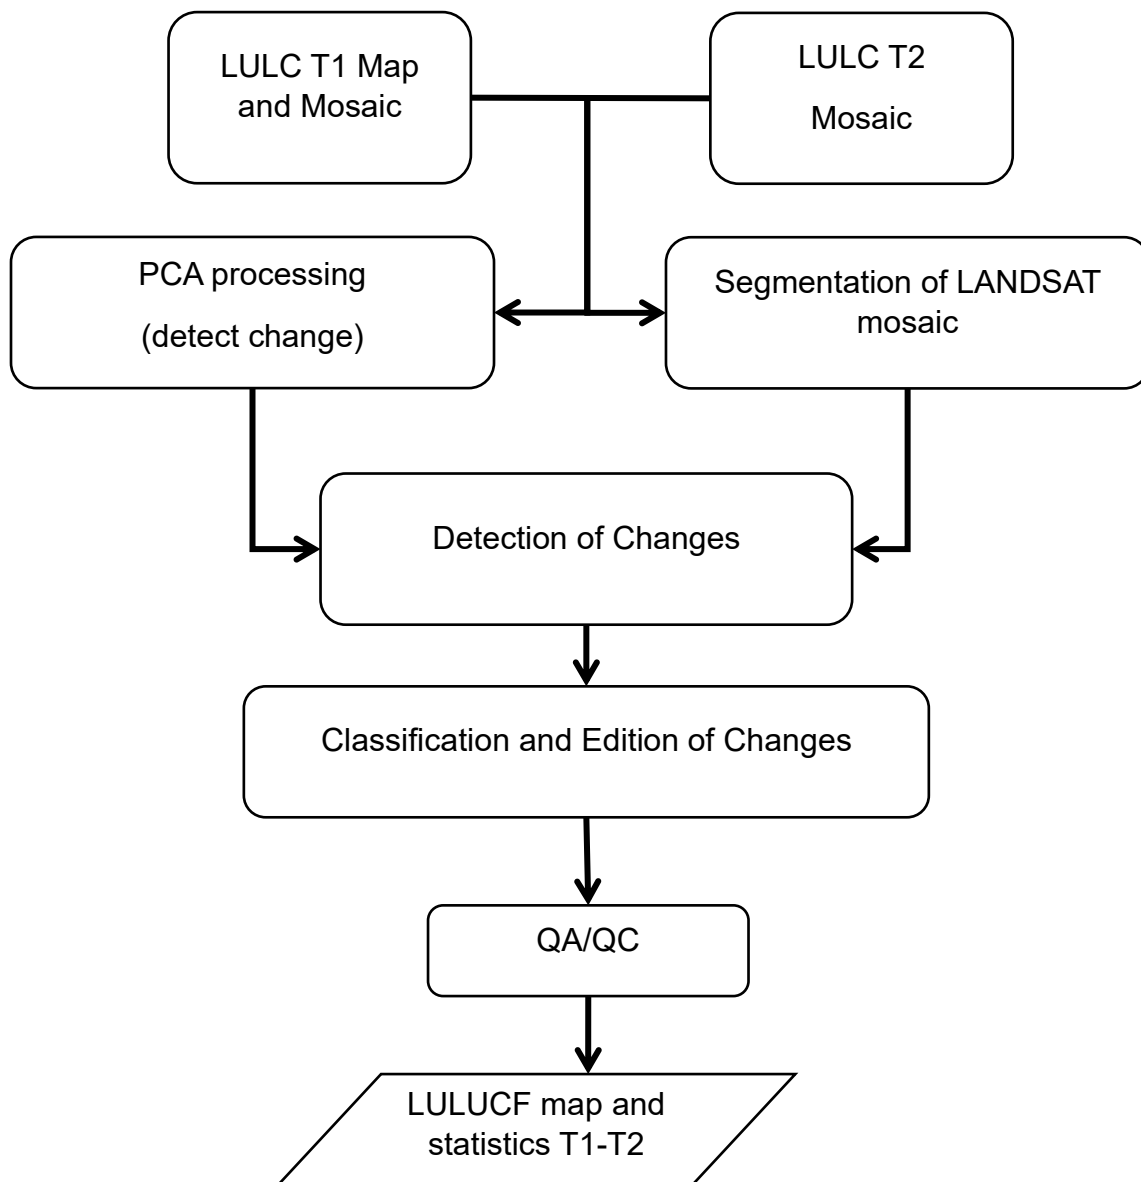 LULC T1 Map
and Mosaic
LULC T2
Mosaic
PCA processing
(detect change)
Segmentation of LANDSAT
mosaic
Detection of Changes
Classification and Edition of Changes
QA/QC
LULUCF map and
statistics T1-T2